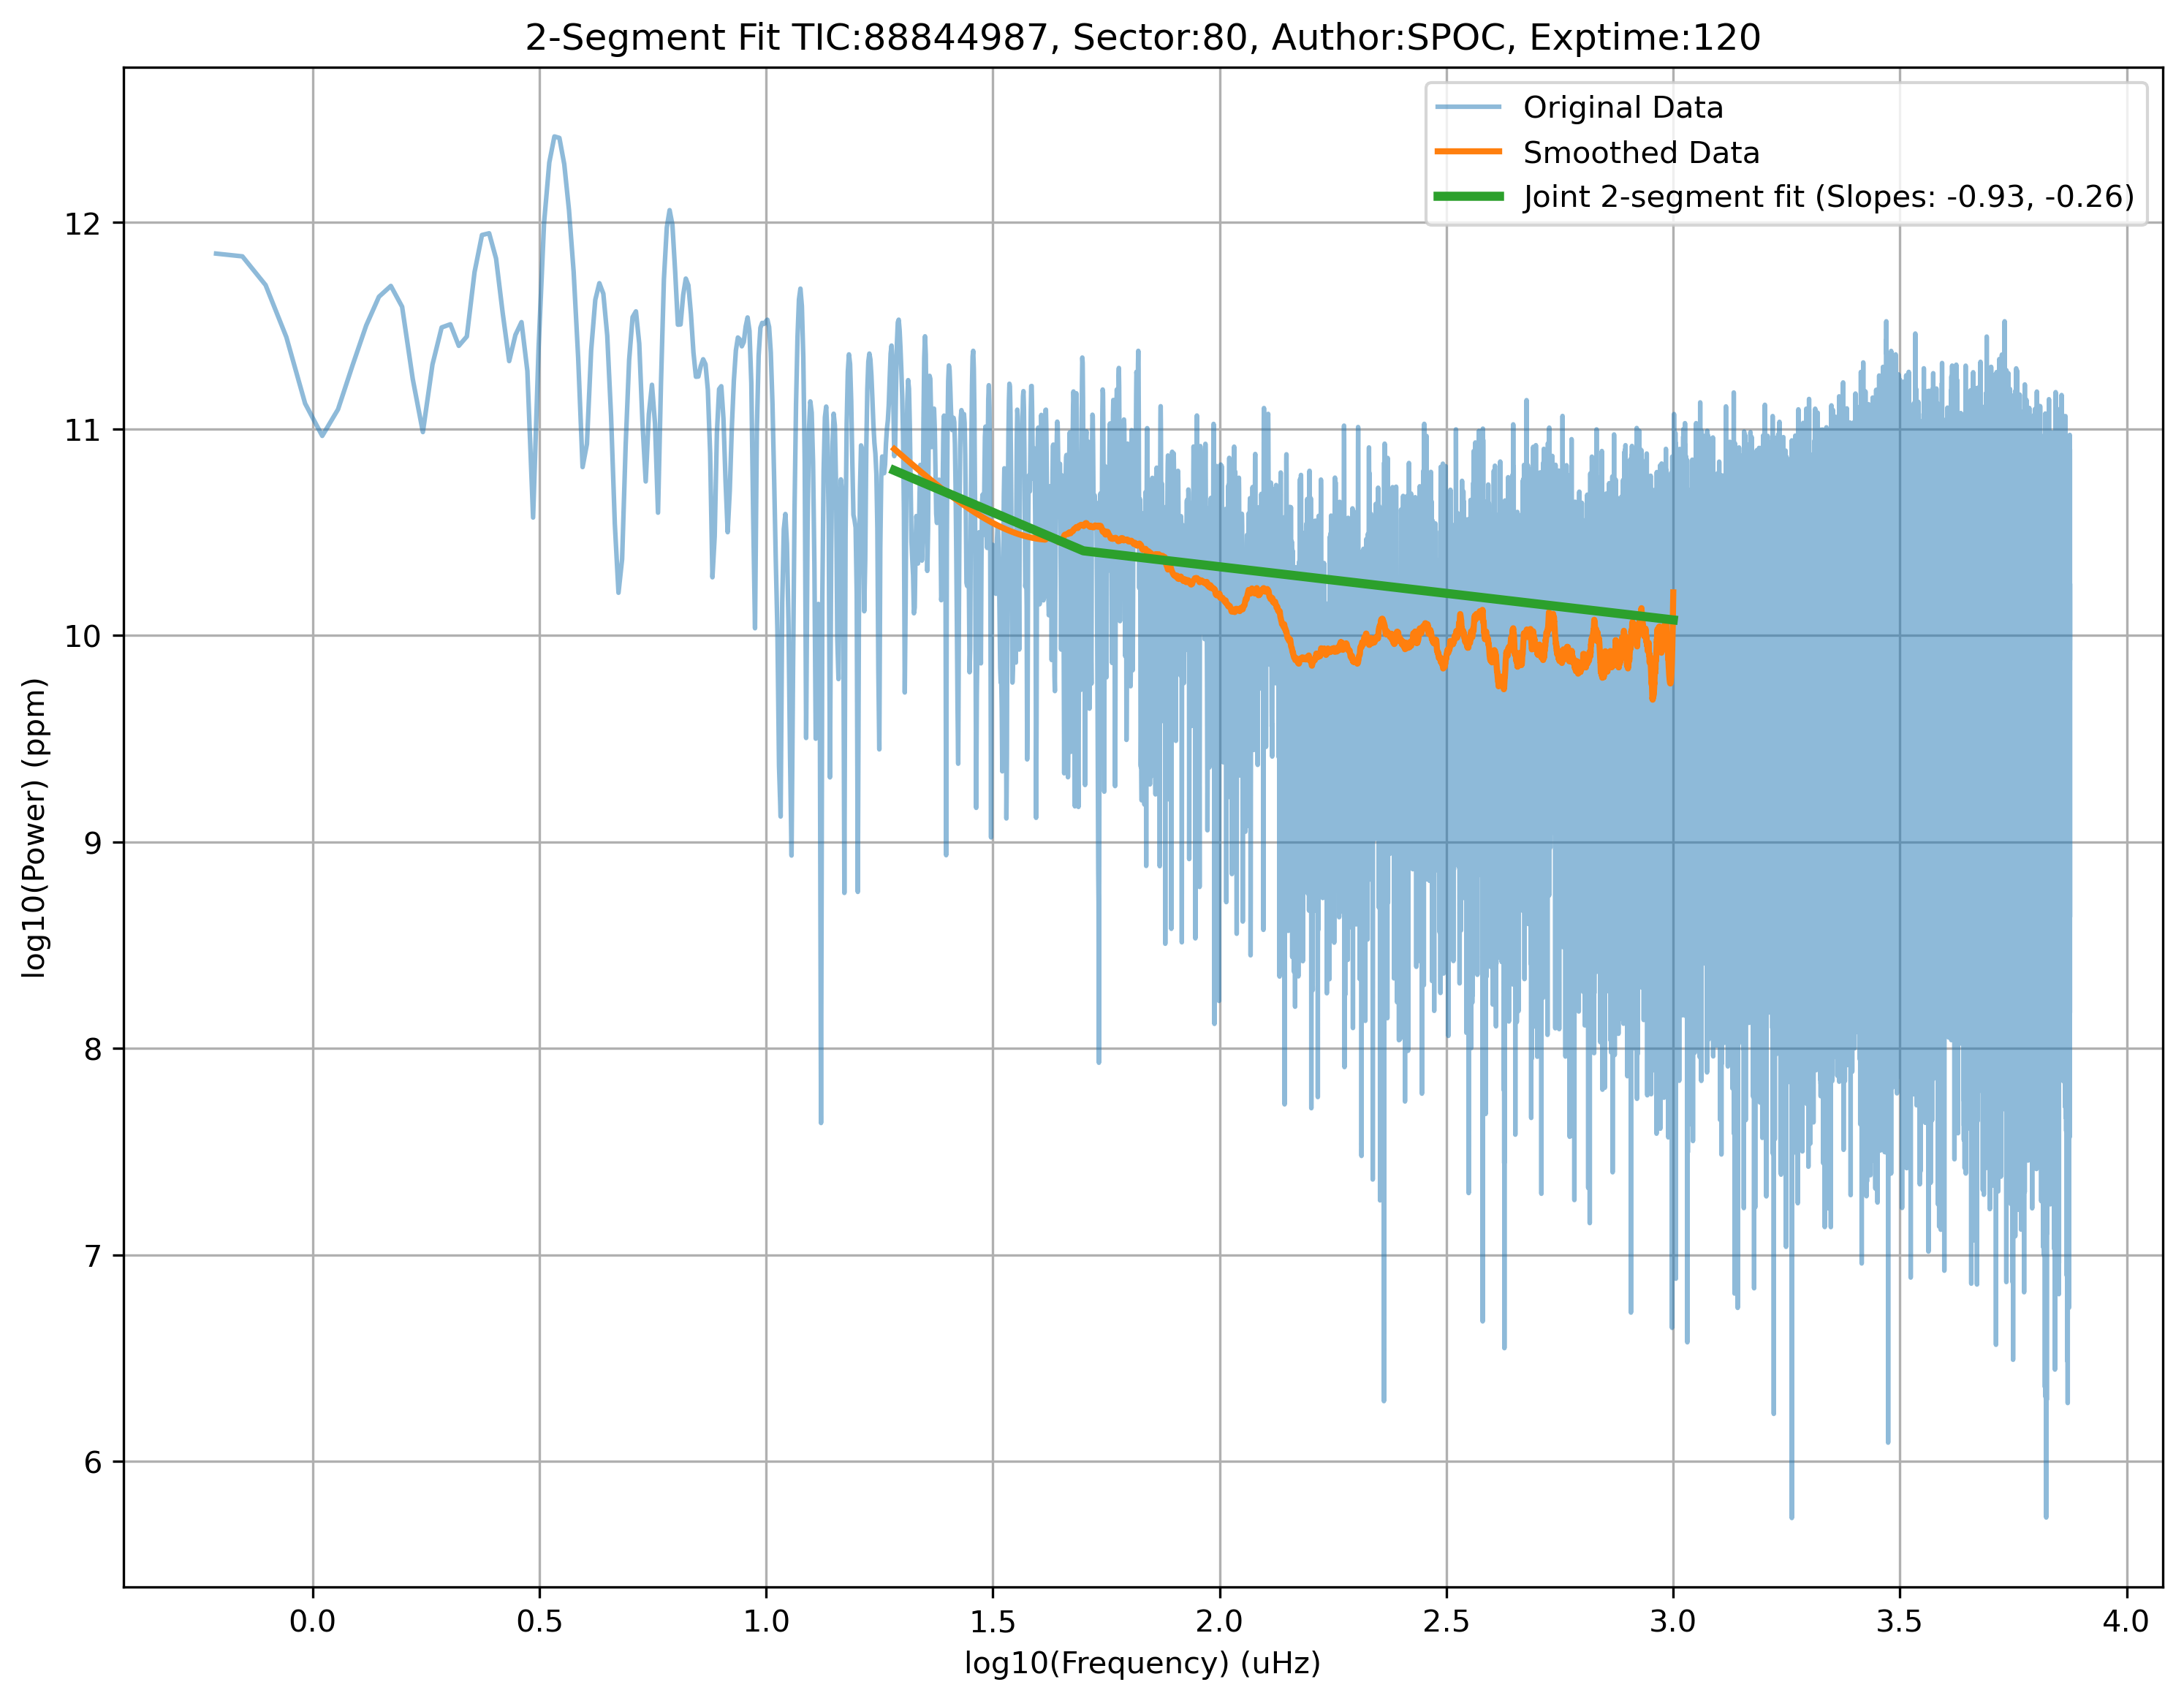 2-Segment Fit TIC:88844987, Sector:80, Author:SPOC, Exptime:120
Original Data
Smoothed Data
Joint 2-segment fit (Slopes: -0.93, -0.26)
log10(Power) (ppm)
12
11
10
9
8
7
6
0.0 0.5 1.0 1.5 2.0 2.5 3.0 3.5 4.0
log10(Frequency) (uHz)